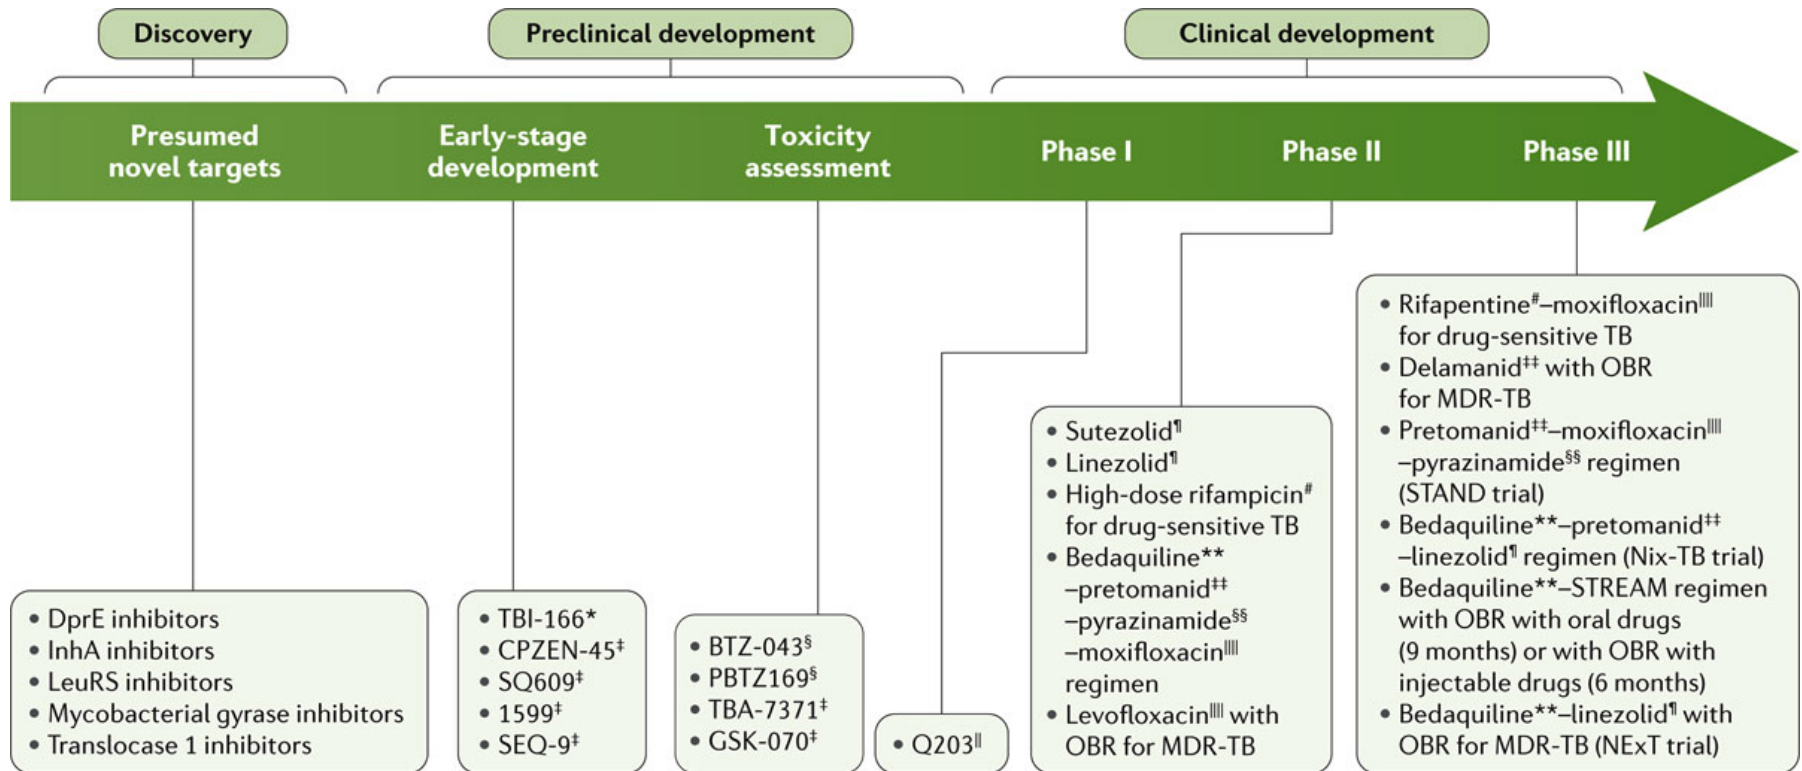 Discovery
Preclinical development
Clinical development
Presumed
novel targets
Early-stage
development
Toxicity
assessment
Phase I
Phase II
Phase III
• DprE inhibitors
• InhA inhibitors
• LeuRS inhibitors
• Mycobacterial gyrase inhibitors
• Translocase 1 inhibitors
• TBI-166*
• CPZEN-45‡
• SQ609‡
• 1599‡
• SEQ-9‡
• BTZ-043§
• PBTZ169§
• TBA-7371‡
• GSK-070‡
• Q203||
• Sutezolid¶
• Linezolid¶
• High-dose rifampicin#
for drug-sensitive TB
• Bedaquiline**
–pretomanid‡‡
–pyrazinamide§§
–moxifloxacin||||
regimen
• Levofloxacin|||| with
OBR for MDR-TB
• Rifapentine#–moxifloxacin||||
for drug-sensitive TB
• Delamanid‡‡ with OBR
for MDR-TB
• Pretomanid‡‡–moxifloxacin||||
–pyrazinamide§§ regimen
(STAND trial)
• Bedaquiline**–pretomanid‡‡
–linezolid¶ regimen (Nix-TB trial)
• Bedaquiline**–STREAM regimen
with OBR with oral drugs
(9 months) or with OBR with
injectable drugs (6 months)
• Bedaquiline**–linezolid¶ with
OBR for MDR-TB (NExT trial)